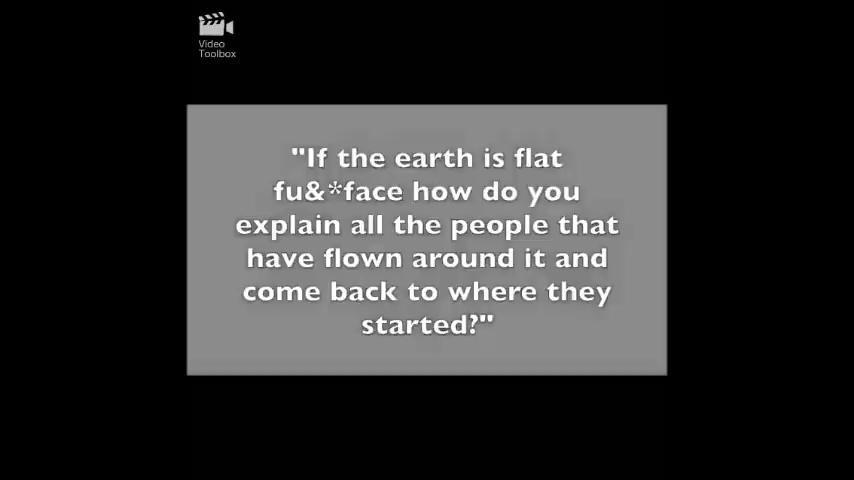 Video
Toolbox
"If the earth is flat
fu&*face how do you
explain all the people that
have flown around it and
come back to where they
started?"